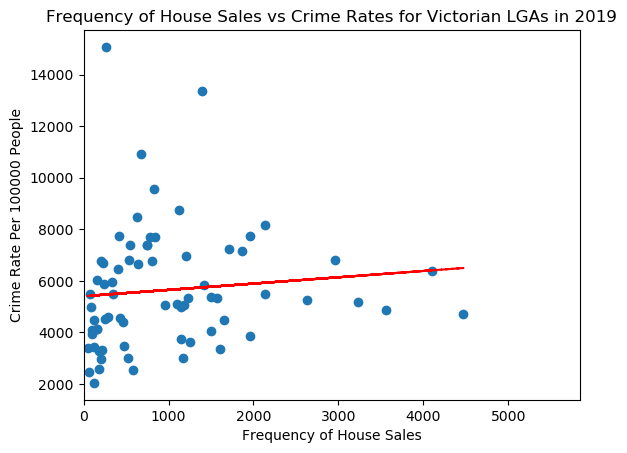 Frequency of House Sales vs Crime Rates for Victorian LGAs in 2019
14000
12000
10000
8000
6000
4000
2000
Crime Rate Per 100000 People
0 1000 2000 3000 4000 5000
Frequency of House Sales